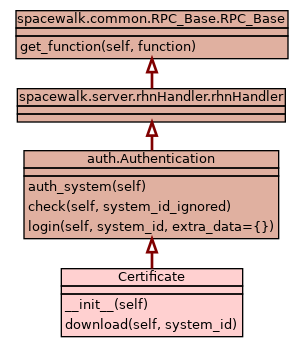 spacewalk.common.RPC_Base.RPC_Base
get_function(self, function)
spacewalk.server.rhnHandler.rhnHandler
auth.Authentication
auth_system(self)
check(self, system_id_ignored)
login(self, system_id, extra_data={})
Certificate
__init__(self)
download(self, system_id)